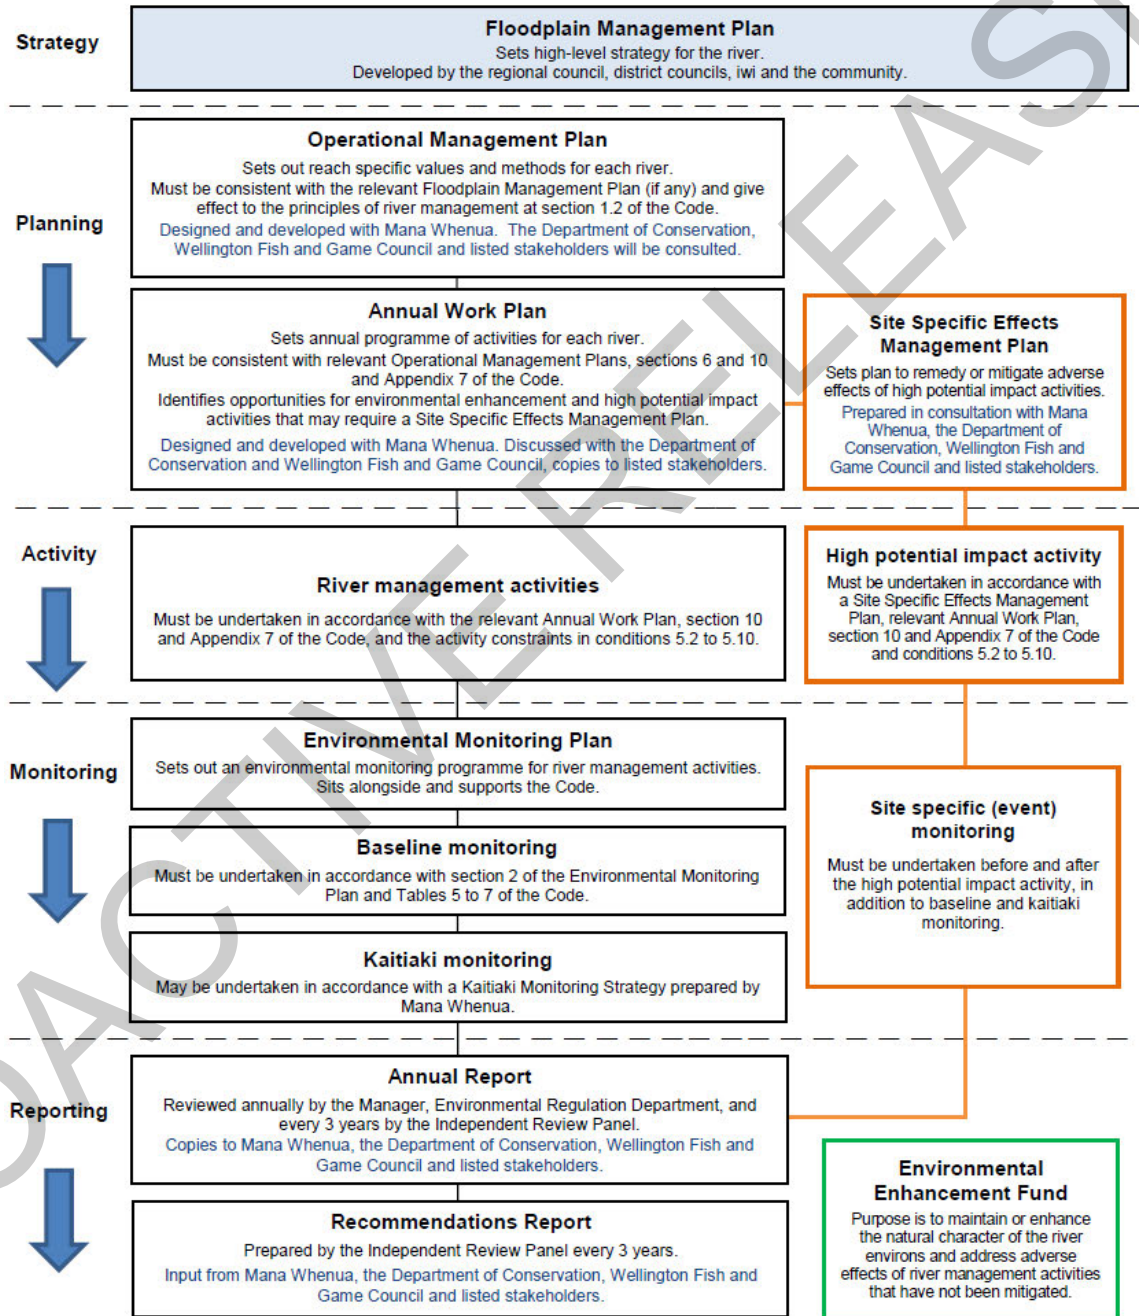 Strategy
Floodplain Management Plan
Sets high-level strategy for the river.
Developed by the regional council, district councils, iwi and the community.
Planning
Operational Management Plan
Sets out reach specific values and methods for each river.
Must be consistent with the relevant Floodplain Management Plan (if any) and give
effect to the principles of river management at section 1.2 of the Code.
Designed and developed with Mana Whenua. The Department of Conservation,
Wellington Fish and Game Council and listed stakeholders will be consulted.
Annual Work Plan
Sets annual programme of activities for each river.
Must be consistent with relevant Operational Management Plans, sections 6 and 10
and Appendix 7 of the Code.
Identifies opportunities for environmental enhancement and high potential impact
activities that may require a Site Specific Effects Management Plan.
Designed and developed with Mana Whenua. Discussed with the Department of
Conservation and Wellington Fish and Game Council, copies to listed stakeholders.
Site Specific Effects
Management Plan
Sets plan to remedy or mitigate adverse
effects of high potential impact activities.
Prepared in consultation with Mana
Whenua, the Department of
Conservation, Wellington Fish and
Game Council and listed stakeholders.
Activity
River management activities
Must be undertaken in accordance with the relevant Annual Work Plan, section 10
and Appendix 7 of the Code, and the activity constraints in conditions 5.2 to 5.10.
High potential impact activity
Must be undertaken in accordance with
a Site Specific Effects Management
Plan, relevant Annual Work Plan,
section 10 and Appendix 7 of the Code
and conditions 5.2 to 5.10.
Monitoring
Environmental Monitoring Plan
Sets out an environmental monitoring programme for river management activities.
Sits alongside and supports the Code.
Baseline monitoring
Must be undertaken in accordance with section 2 of the Environmental Monitoring
Plan and Tables 5 to 7 of the Code.
Kaitiaki monitoring
May be undertaken in accordance with a Kaitiaki Monitoring Strategy prepared by
Mana Whenua.
Site specific (event)
monitoring
Must be undertaken before and after
the high potential impact activity, in
addition to baseline and kaitiaki
monitoring.
Reporting
Annual Report
Reviewed annually by the Manager, Environmental Regulation Department, and
every 3 years by the Independent Review Panel.
Copies to Mana Whenua, the Department of Conservation, Wellington Fish and
Game Council and listed stakeholders.
Recommendations Report
Prepared by the Independent Review Panel every 3 years.
Input from Mana Whenua, the Department of Conservation, Wellington Fish and
Game Council and listed stakeholders.
Environmental
Enhancement Fund
Purpose is to maintain or enhance
the natural character of the river
environs and address adverse
effects of river management activities
that have not been mitigated.
OACTIVE RELEAS